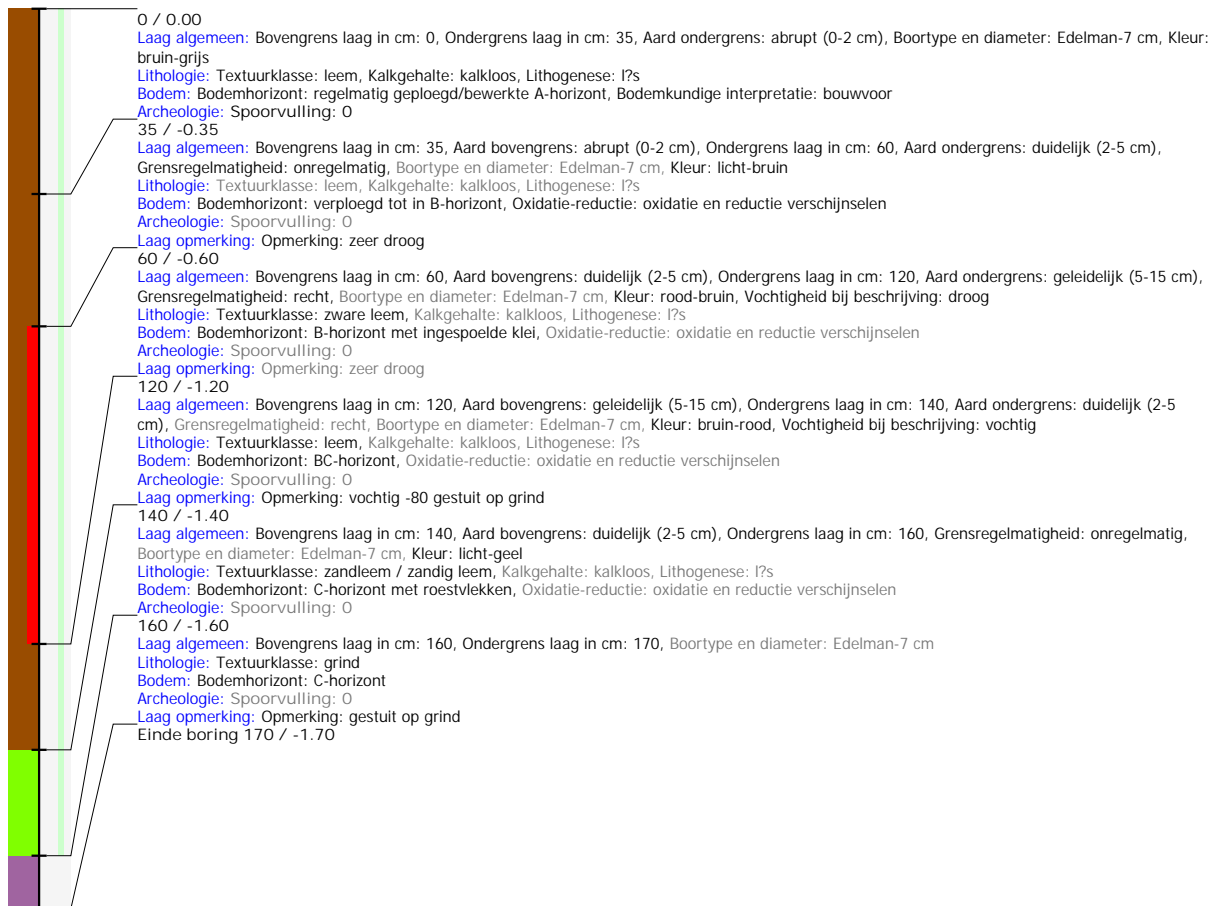 0 / 0.00
Laag algemeen: Bovengrens laag in cm: 0, Ondergrens laag in cm: 35, Aard ondergrens: abrupt (0-2 cm), Boortype en diameter: Edelman-7 cm, Kleur:
bruin-grijs
Lithologie: Textuurklasse: leem, Kalkgehalte: kalkloos, Lithogenese: l?s
Bodem: Bodemhorizont: regelmatig geploegd/bewerkte A-horizont, Bodemkundige interpretatie: bouwvoor
Archeologie: Spoorvulling: 0
35 / -0.35
Laag algemeen: Bovengrens laag in cm: 35, Aard bovengrens: abrupt (0-2 cm), Ondergrens laag in cm: 60, Aard ondergrens: duidelijk (2-5 cm),
Grensregelmatigheid: onregelmatig, Boortype en diameter: Edelman-7 cm, Kleur: licht-bruin
Lithologie: Textuurklasse: leem, Kalkgehalte: kalkloos, Lithogenese: l?s
Bodem: Bodemhorizont: verploegd tot in B-horizont, Oxidatie-reductie: oxidatie en reductie verschijnselen
Archeologie: Spoorvulling: 0
Laag opmerking: Opmerking: zeer droog
60 / -0.60
Laag algemeen: Bovengrens laag in cm: 60, Aard bovengrens: duidelijk (2-5 cm), Ondergrens laag in cm: 120, Aard ondergrens: geleidelijk (5-15 cm),
Grensregelmatigheid: recht, Boortype en diameter: Edelman-7 cm, Kleur: rood-bruin, Vochtigheid bij beschrijving: droog
Lithologie: Textuurklasse: zware leem, Kalkgehalte: kalkloos, Lithogenese: l?s
Bodem: Bodemhorizont: B-horizont met ingespoelde klei, Oxidatie-reductie: oxidatie en reductie verschijnselen
Archeologie: Spoorvulling: 0
Laag opmerking: Opmerking: zeer droog
120 / -1.20
Laag algemeen: Bovengrens laag in cm: 120, Aard bovengrens: geleidelijk (5-15 cm), Ondergrens laag in cm: 140, Aard ondergrens: duidelijk (2-5
cm), Grensregelmatigheid: recht, Boortype en diameter: Edelman-7 cm, Kleur: bruin-rood, Vochtigheid bij beschrijving: vochtig
Lithologie: Textuurklasse: leem, Kalkgehalte: kalkloos, Lithogenese: l?s
Bodem: Bodemhorizont: BC-horizont, Oxidatie-reductie: oxidatie en reductie verschijnselen
Archeologie: Spoorvulling: 0
Laag opmerking: Opmerking: vochtig -80 gestuit op grind
140 / -1.40
Laag algemeen: Bovengrens laag in cm: 140, Aard bovengrens: duidelijk (2-5 cm), Ondergrens laag in cm: 160, Grensregelmatigheid: onregelmatig,
Boortype en diameter: Edelman-7 cm, Kleur: licht-geel
Lithologie: Textuurklasse: zandleem / zandig leem, Kalkgehalte: kalkloos, Lithogenese: l?s
Bodem: Bodemhorizont: C-horizont met roestvlekken, Oxidatie-reductie: oxidatie en reductie verschijnselen
Archeologie: Spoorvulling: 0
160 / -1.60
Laag algemeen: Bovengrens laag in cm: 160, Ondergrens laag in cm: 170, Boortype en diameter: Edelman-7 cm
Lithologie: Textuurklasse: grind
Bodem: Bodemhorizont: C-horizont
Archeologie: Spoorvulling: 0
Laag opmerking: Opmerking: gestuit op grind
Einde boring 170 / -1.70